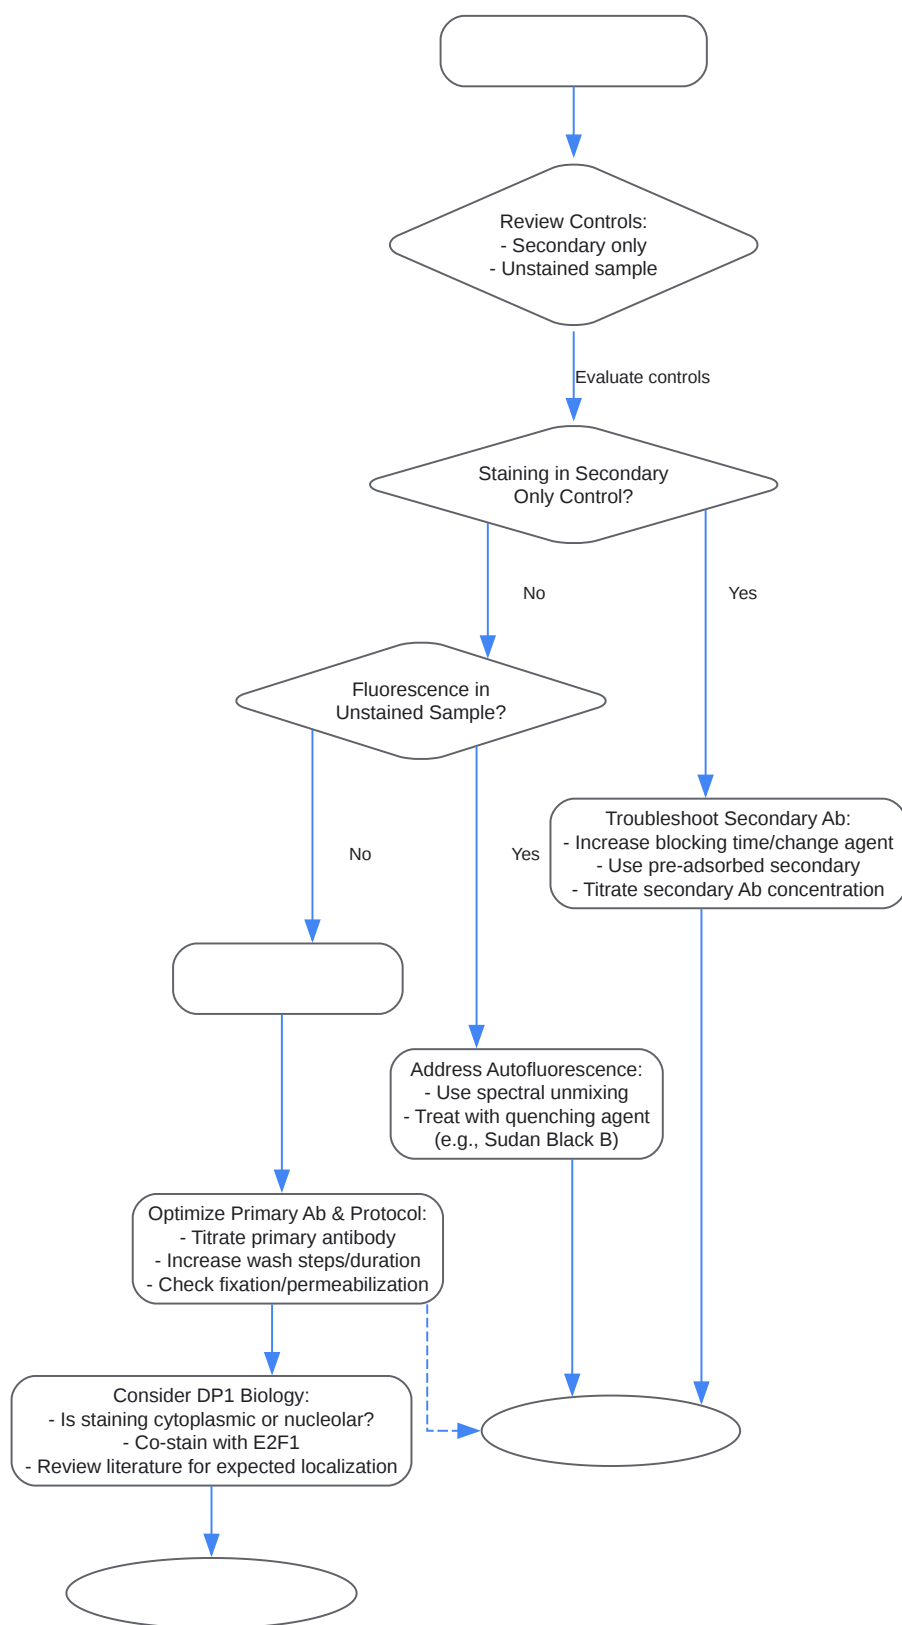 Review Controls:
- Secondary only
- Unstained sample
Evaluate controls
Staining in Secondary
Only Control?
No
Yes
Fluorescence in
Unstained Sample?
No
Yes
Troubleshoot Secondary Ab:
- Increase blocking time/change agent
- Use pre-adsorbed secondary
- Titrate secondary Ab concentration
Address Autofluorescence:
- Use spectral unmixing
- Treat with quenching agent
(e.g., Sudan Black B)
Optimize Primary Ab & Protocol:
- Titrate primary antibody
- Increase wash steps/duration
- Check fixation/permeabilization
Consider DP1 Biology:
- Is staining cytoplasmic or nucleolar?
- Co-stain with E2F1
- Review literature for expected localization